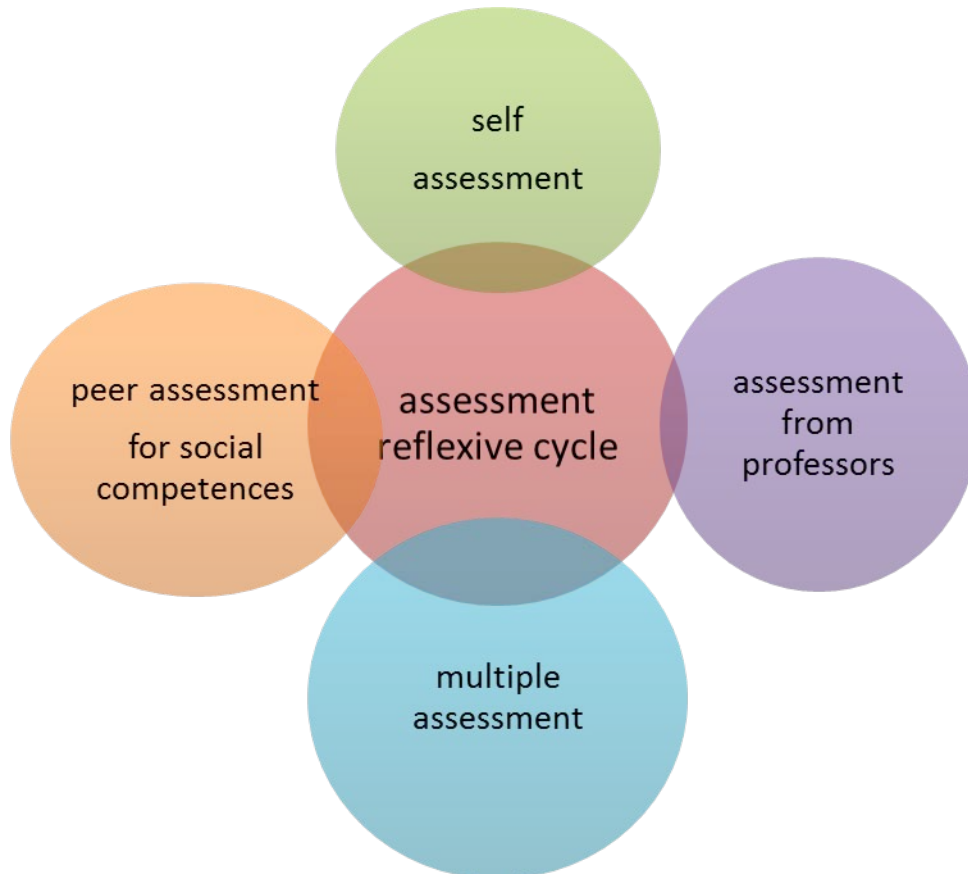 self
assessment
peer assessment
for social
competences
assessment
reflexive cycle
assessment
from
professors
multiple
assessment